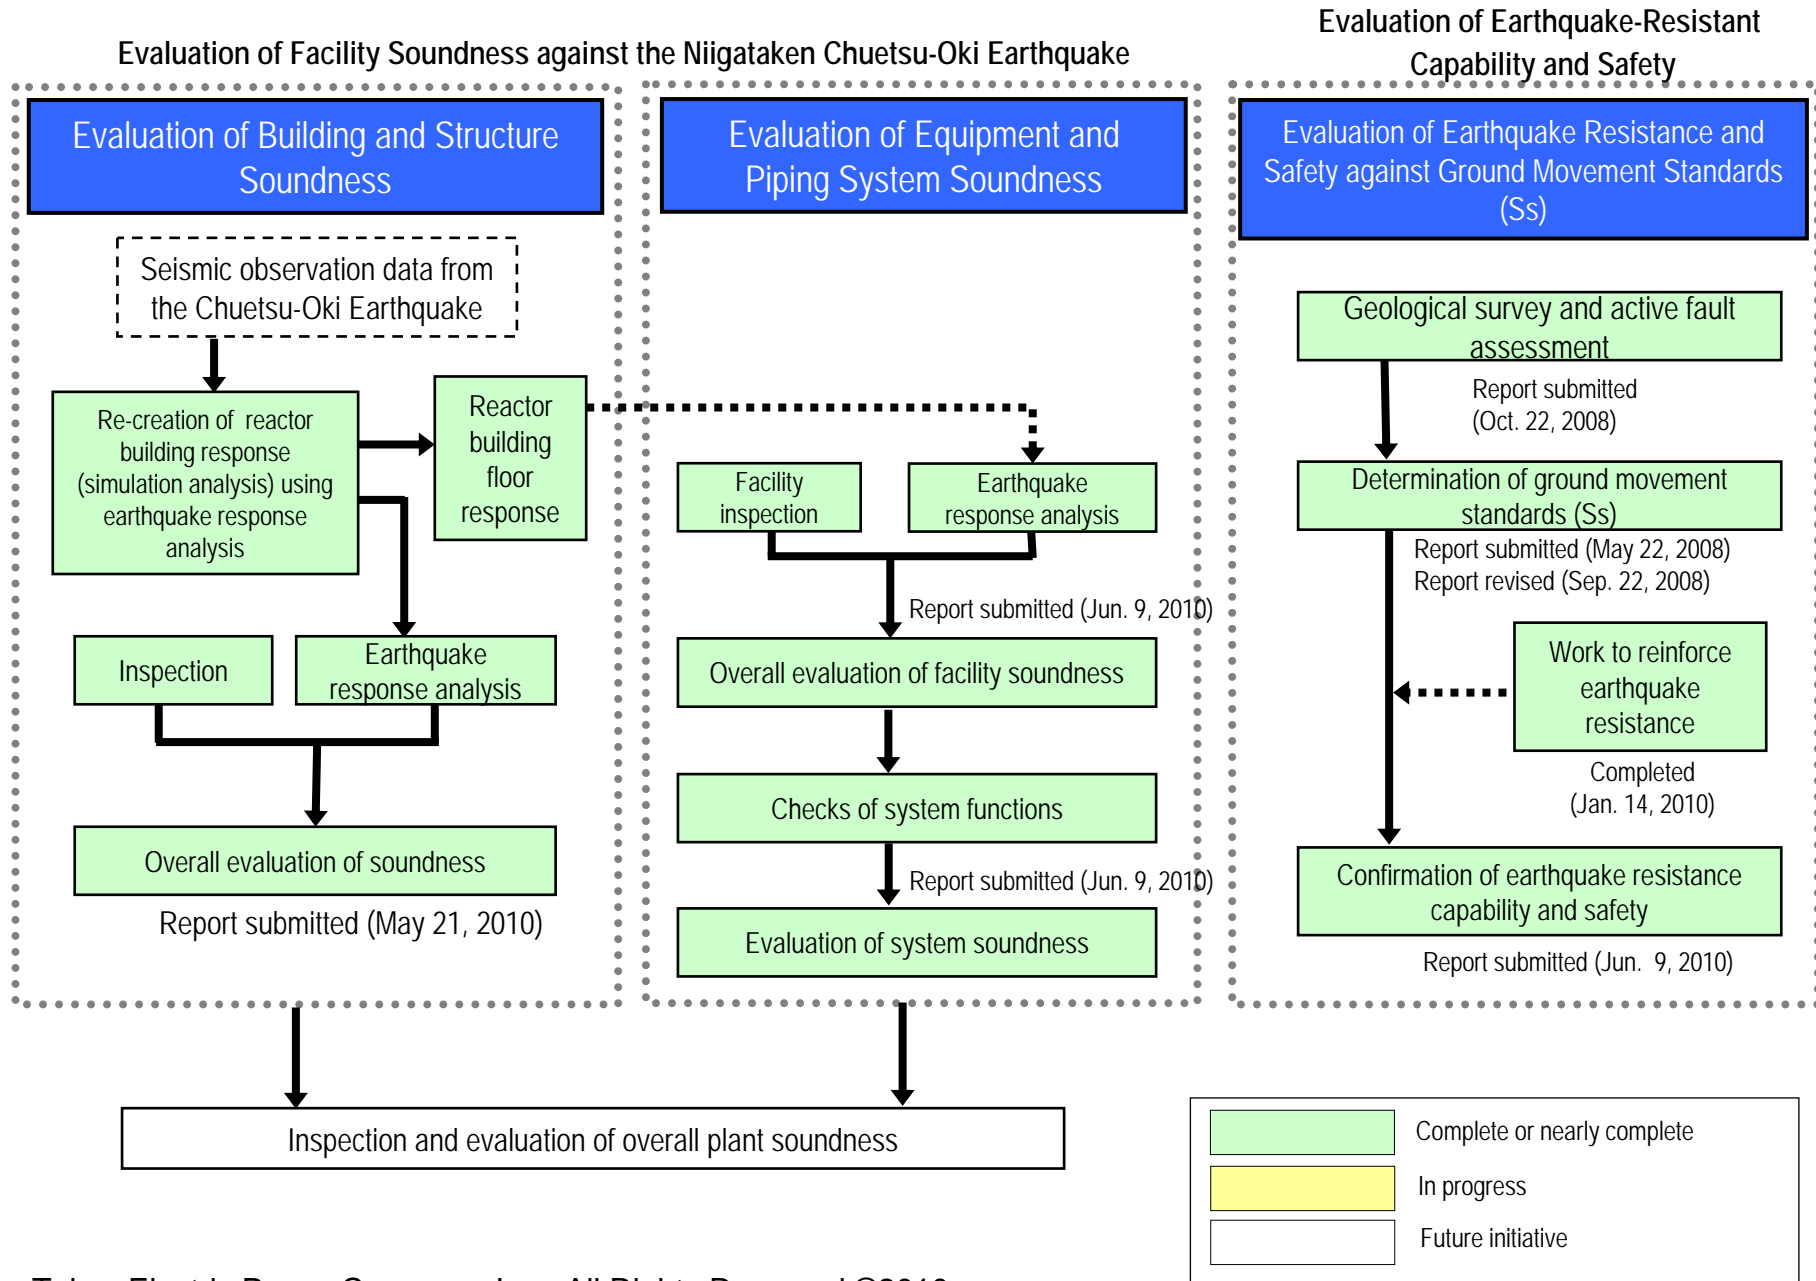 Evaluation of Facility Soundness against the Niigataken Chuetsu-Oki Earthquake
Evaluation of Earthquake-Resistant
Capability and Safety
Evaluation of Building and Structure
Soundness
Seismic observation data from
the Chuetsu-Oki Earthquake
Re-creation of reactor
building response
(simulation analysis) using
earthquake response
analysis
Reactor
building
floor
response
Inspection
Earthquake
response analysis
Overall evaluation of soundness
Report submitted (May 21, 2010)
Evaluation of Equipment and
Piping System Soundness
Facility
inspection
Earthquake
response analysis
Report submitted (Jun. 9, 2010)
Overall evaluation of facility soundness
Checks of system functions
Report submitted (Jun. 9, 2010)
Evaluation of system soundness
Evaluation of Earthquake Resistance and
Safety against Ground Movement Standards
(Ss)
Geological survey and active fault
assessment
Report submitted
(Oct. 22, 2008)
Determination of ground movement
standards (Ss)
Report submitted (May 22, 2008)
Report revised (Sep. 22, 2008)
Work to reinforce
earthquake
resistance
Completed
(Jan. 14, 2010)
Confirmation of earthquake resistance
capability and safety
Report submitted (Jun. 9, 2010)
Inspection and evaluation of overall plant soundness
Complete or nearly complete
In progress
Future initiative